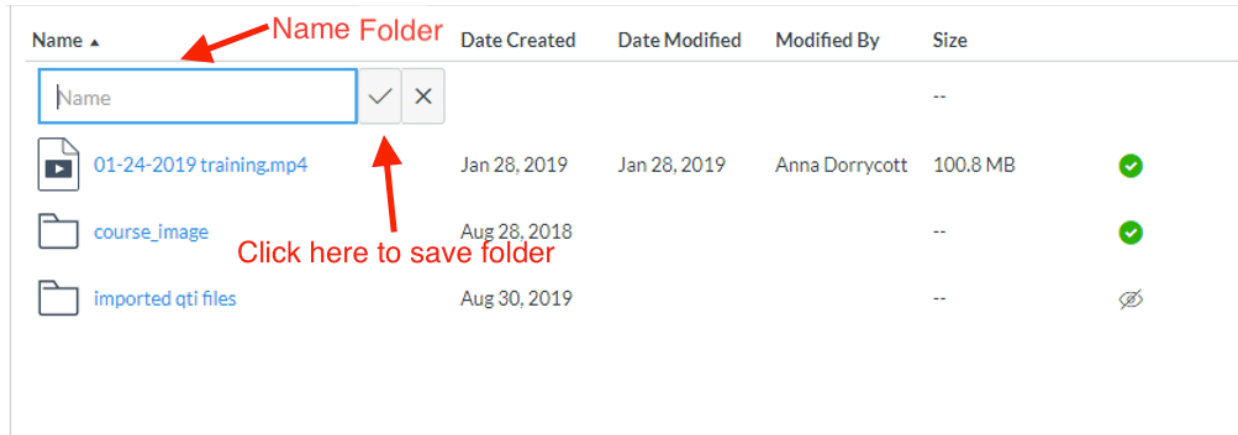 Name ▲ Name Folder Date Created Date Modified Modified By Size
Name --
01-24-2019 training.mp4 Jan 28, 2019 Jan 28, 2019 Anna Dorrycott 100.8 MB
course_image Aug 28, 2018 --
Click here to save folder
imported qti files Aug 30, 2019 --